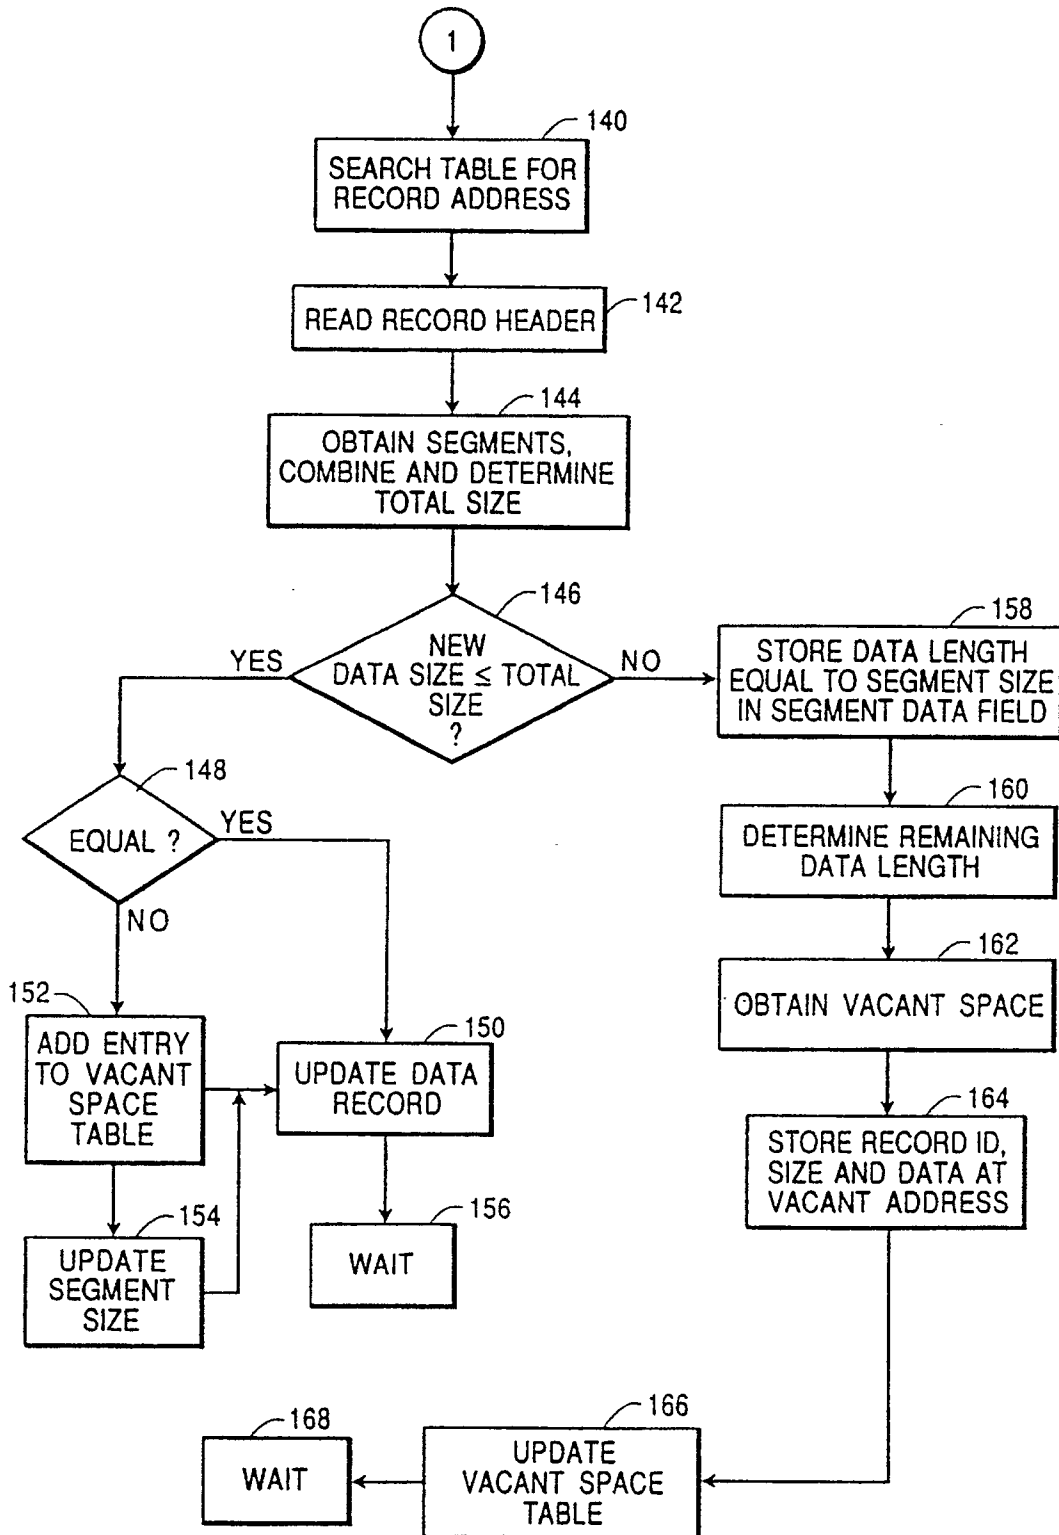 1
140
SEARCH TABLE FOR
RECORD ADDRESS
142
READ RECORD HEADER
144
OBTAIN SEGMENTS,
COMBINE AND DETERMINE
TOTAL SIZE
146
NEW
DATA SIZE ≤ TOTAL
SIZE
?
YES
NO
158
STORE DATA LENGTH
EQUAL TO SEGMENT SIZE
IN SEGMENT DATA FIELD
148
EQUAL ?
YES
NO
160
DETERMINE REMAINING
DATA LENGTH
162
OBTAIN VACANT SPACE
152
ADD ENTRY
TO VACANT
SPACE
TABLE
150
UPDATE DATA
RECORD
164
STORE RECORD ID,
SIZE AND DATA AT
VACANT ADDRESS
154
UPDATE
SEGMENT
SIZE
156
WAIT
166
UPDATE
VACANT SPACE
TABLE
168
WAIT